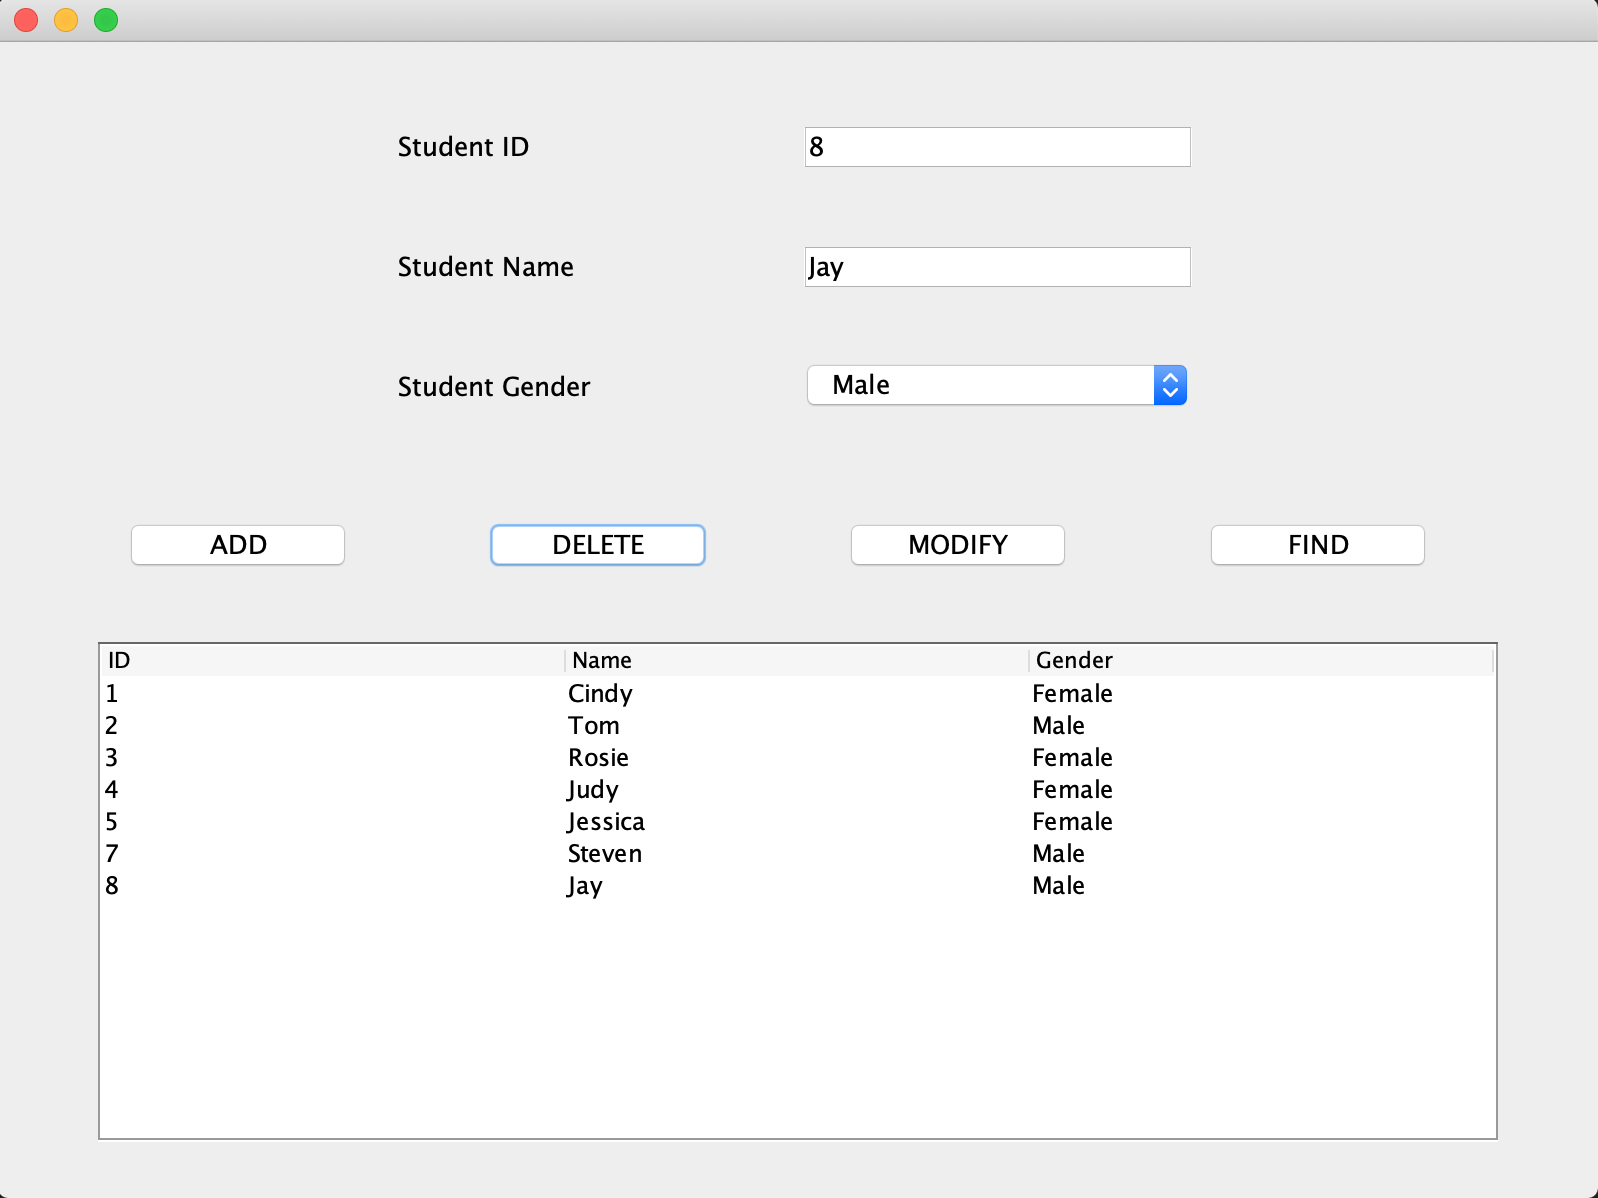 Student ID 8
Student Name Jay
Student Gender Male
ADD DELETE MODIFY FIND
ID Name Gender
1 Cindy Female
2 Tom Male
3 Rosie Female
4 Judy Female
5 Jessica Female
7 Steven Male
8 Jay Male